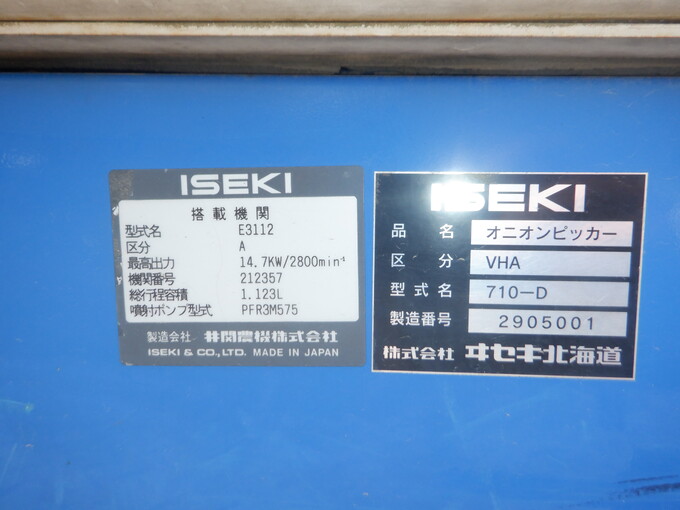 ISEKI
搭載機関
型式名 E3112
区分 A
最高出力 14.7KW/2800min⁻¹
機関番号 212357
総行程容積 1.123L
噴射ポンプ型式 PFR3M575
製造会社 井関農機株式会社
ISEKI & CO., LTD. MADE IN JAPAN
ISEKI
品名 オニオンピッカー
区分 VHA
型式名 710-D
製造番号 2905001
株式会社 ヰセキ北海道